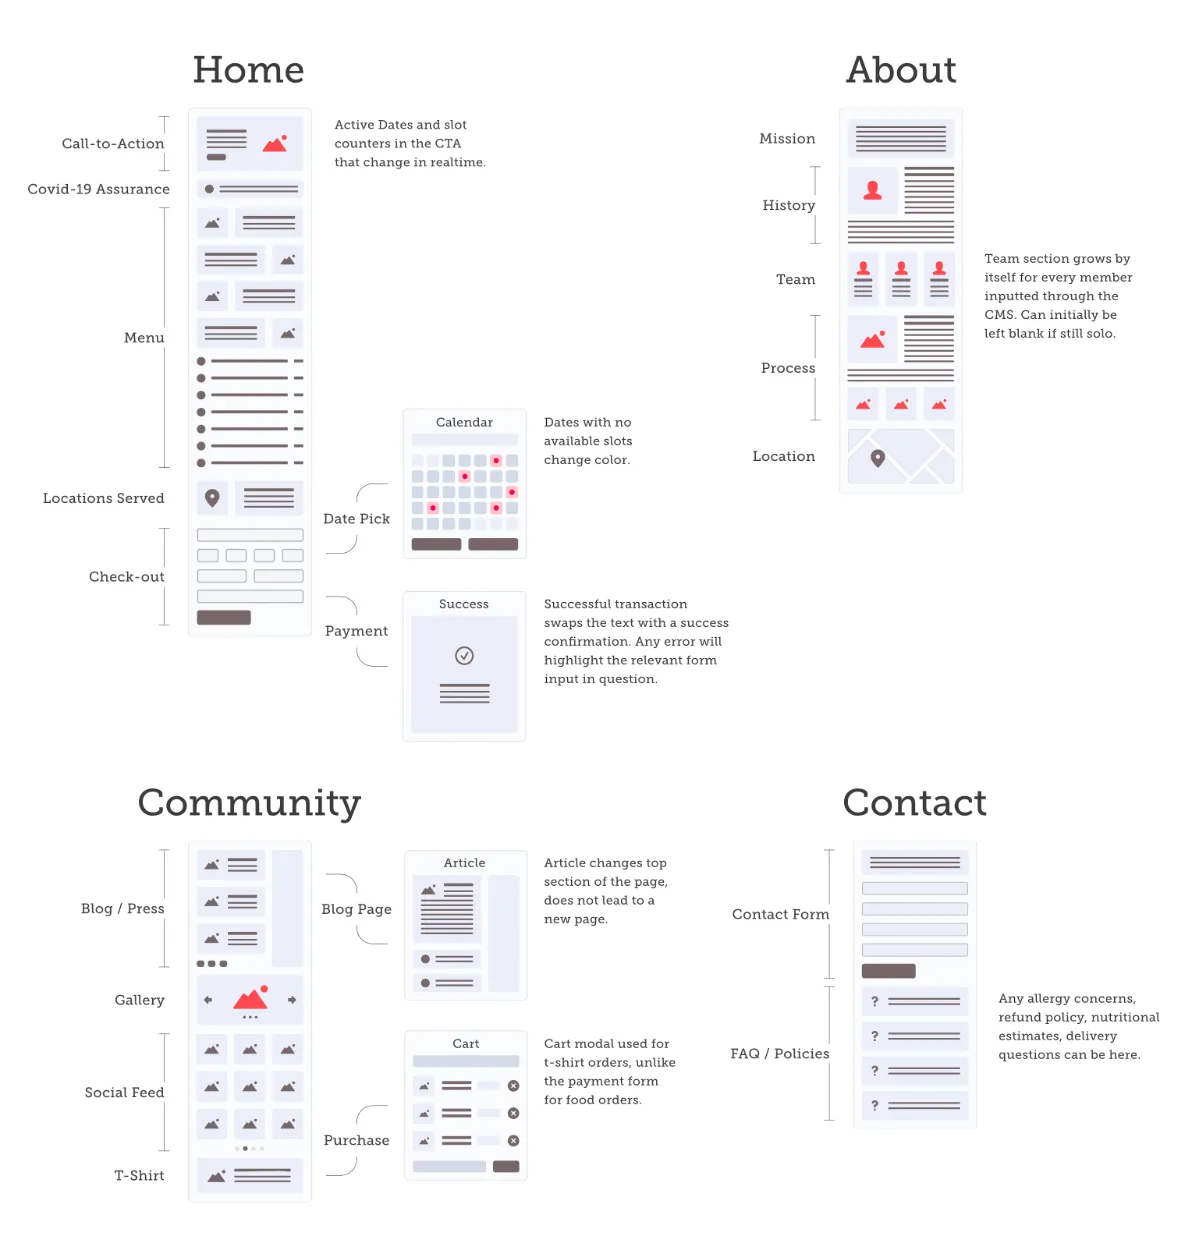 Home
Call-to-Action
Active Dates and slot
counters in the CTA
that change in realtime.
Covid-19 Assurance
Menu
Locations Served
Check-out
Date Pick
Calendar
Dates with no
available slots
change color.
Payment
Success
Successful transaction
swaps the text with a success
confirmation. Any error will
highlight the relevant form
input in question.
About
Mission
History
Team
Team section grows by
itself for every member
inputted through the
CMS. Can initially be
left blank if still solo.
Process
Location
Community
Blog / Press
Blog Page
Article
Article changes top
section of the page,
does not lead to a
new page.
Gallery
Social Feed
T-Shirt
Purchase
Cart
Cart modal used for
t-shirt orders, unlike
the payment form
for food orders.
Contact
Contact Form
FAQ / Policies
?
?
?
?
Any allergy concerns,
refund policy, nutritional
estimates, delivery
questions can be here.